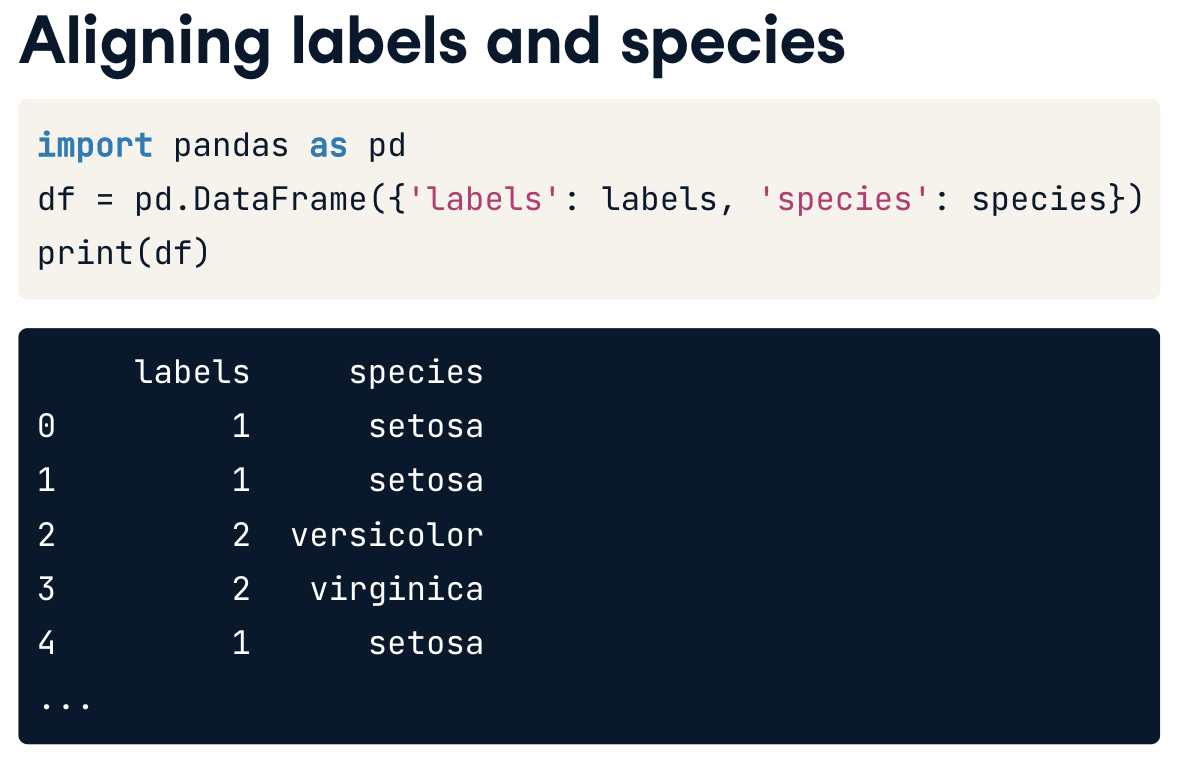 Aligning labels and species
import pandas as pd
df = pd.DataFrame({'labels': labels, 'species': species})
print(df)
     labels     species
0         1      setosa
1         1      setosa
2         2  versicolor
3         2   virginica
4         1      setosa
...